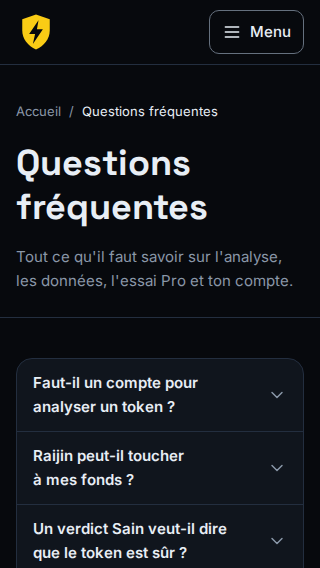 Menu
Accueil / Questions fréquentes
Questions
fréquentes
Tout ce qu'il faut savoir sur l'analyse,
les données, l'essai Pro et ton compte.
Faut-il un compte pour
analyser un token ?
Raijin peut-il toucher
à mes fonds ?
Un verdict Sain veut-il dire
que le token est sûr ?